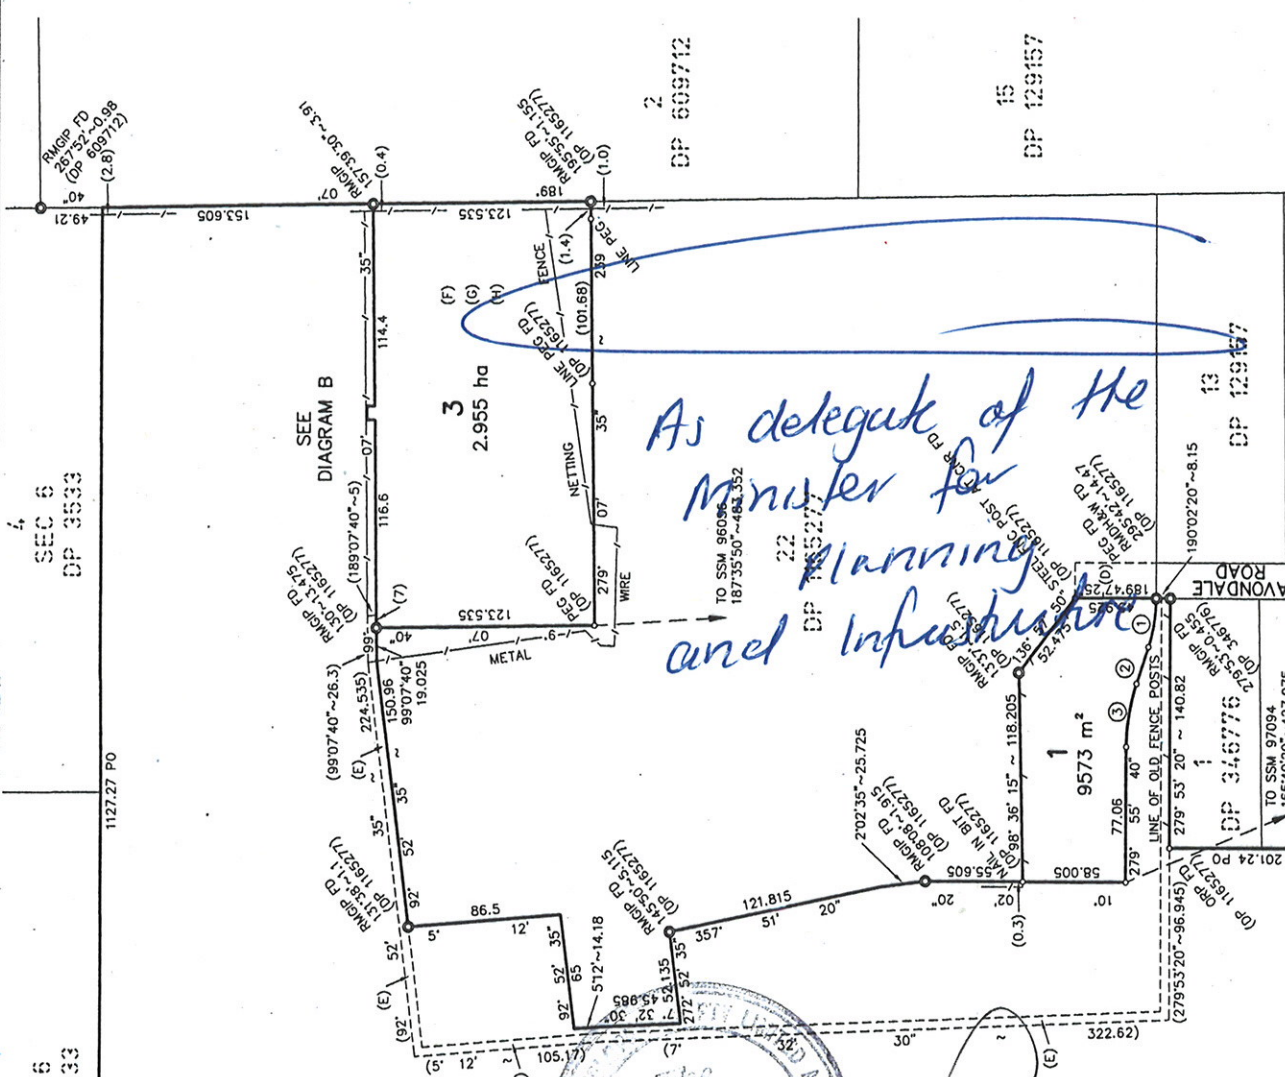 2
DP 609712
15
DP 129157
RMGIP FD
267°52'~0.98
(DP 609712)
(2.8)
157°39'30"~3.91
RMGIP FD
(0.4)
RMGIP FD
195°55'~1.155
(DP 1165277)
(1.0)
49.21
40"
153.605
07'
123.535
189°
35"
114.4
(F)
(G)
(H)
FENCE
(1.4)
LINE PEG
259
(101.68)
~
LINE PEG FD
(DP 1165277)
SEE
DIAGRAM B
3
2.955 ha
35"
NETTING
07'
07'
116.6
(189°07'40"~5)
4
SEC 6
DP 3533
13
DP 129157
As delegate of the
Minister for
Planning
and Infrastructure
TO SSM 96056
187°35'50"~483.352
22
DP 1165277
STEEL
PEG FD
RMDH&W FD
295°42'~14.47
(DP 1165277)
190°02'20"~8.15
RMGIP FD
130°~13.475
(DP 1165277)
(7)
PEG FD
(DP 1165277)
279°
WIRE
99°
40"
07'
123.535
9°
METAL
(99°07'40"~26.3)
(E)
(224.535)
150.96
99°07'40"
19.025
AVONDALE
ROAD
1
2
3
RMGIP FD
279°53'~0.455
(DP 346776)
136°
52.475
50"
118.205
~
15"
36'
98°
1
9573 m²
40"
77.06
55'
279°
LINE OF OLD FENCE POSTS
279° 53' 20" ~ 140.82
1
DP 346776
TO SSM 97094
201.24 PO
ORP FD
(DP 1165277)
1127.27 PO
35"
52'
92°
35"
~
RMGIP FD
131°38'~1.1
(DP 1165277)
86.5
5°
12'
35"
52'
92°
65
5°12'~14.18
RMGIP FD
145°50'~5.115
(DP 1165277)
121.815
357°
51'
20"
2°02'35"~25.725
RMGIP FD
108°08'~1.915
(DP 1165277)
NAIL IN BIT FD
(DP 1165277)
55.605
20"
02'
58.005
10'
(0.3)
35"
52'
272°
52.135
45.985
7° 32' 30"
52'
(E)
(92°
(5° 12' ~ 105.17)
(7° 32' 30" ~ 322.62)
(E)
(279°53'20"~96.945)